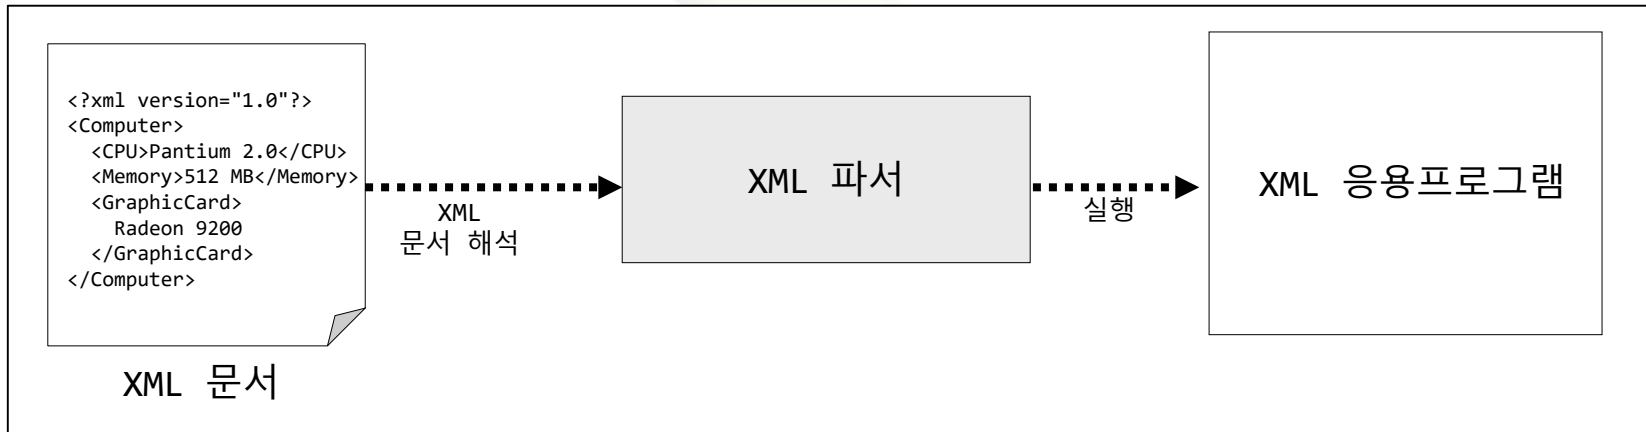 <?xml version="1.0"?>
<Computer>
  <CPU>Pantium 2.0</CPU>
  <Memory>512 MB</Memory>
  <GraphicCard>
    Radeon 9200
  </GraphicCard>
</Computer>
XML 문서
XML
문서 해석
XML 파서
실행
XML 응용프로그램